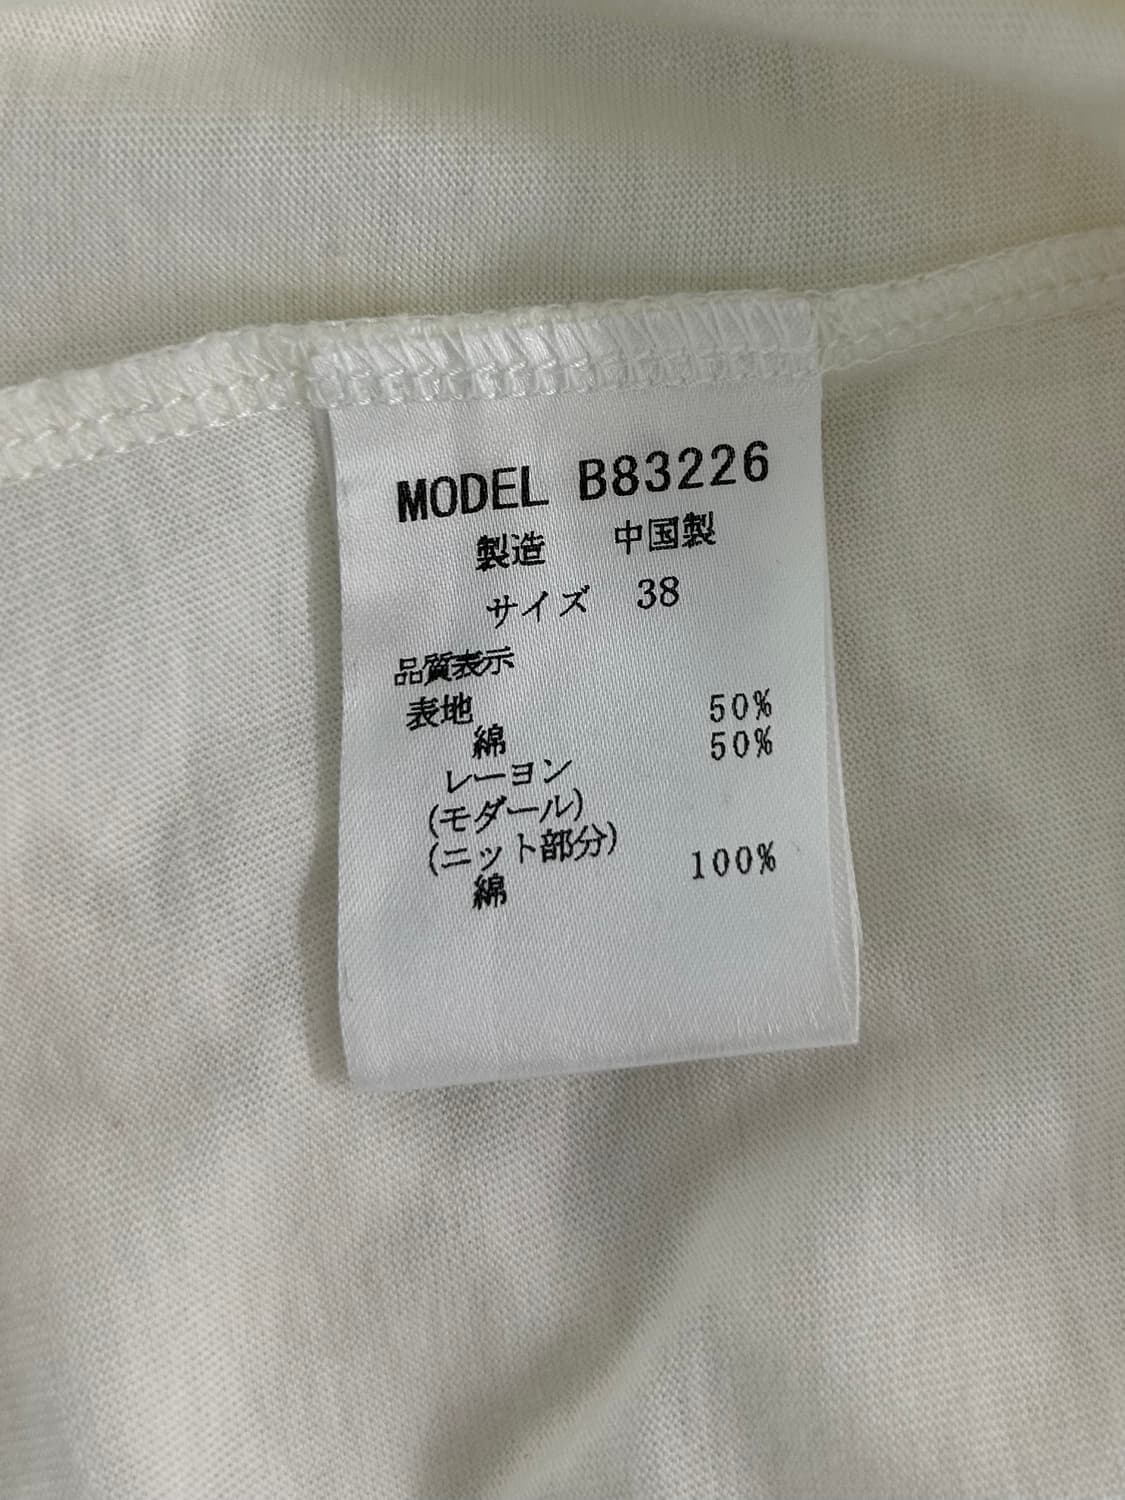 MODEL B83226
製造 中国製
サイズ 38
品質表示
表地
綿 50%
レーヨン 50%
(モダール)
(ニット部分)
綿 100%